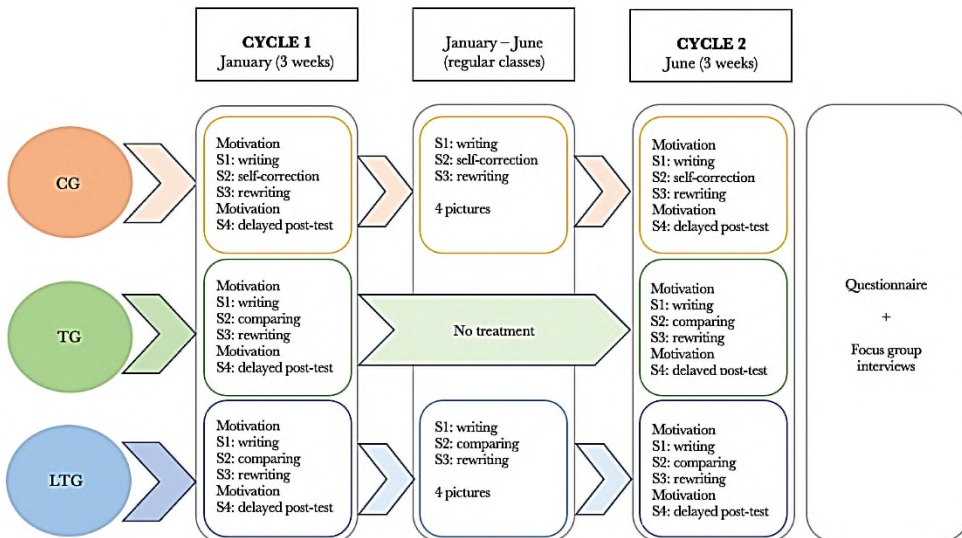 CYCLE 1
January (3 weeks)
January – June
(regular classes)
CYCLE 2
June (3 weeks)
CG
Motivation
S1: writing
S2: self-correction
S3: rewriting
Motivation
S4: delayed post-test
S1: writing
S2: self-correction
S3: rewriting
4 pictures
Motivation
S1: writing
S2: self-correction
S3: rewriting
Motivation
S4: delayed post-test
TG
Motivation
S1: writing
S2: comparing
S3: rewriting
Motivation
S4: delayed post-test
No treatment
Motivation
S1: writing
S2: comparing
S3: rewriting
Motivation
S4: delayed post-test
LTG
Motivation
S1: writing
S2: comparing
S3: rewriting
Motivation
S4: delayed post-test
S1: writing
S2: comparing
S3: rewriting
4 pictures
Motivation
S1: writing
S2: comparing
S3: rewriting
Motivation
S4: delayed post-test
Questionnaire
+
Focus group
interviews